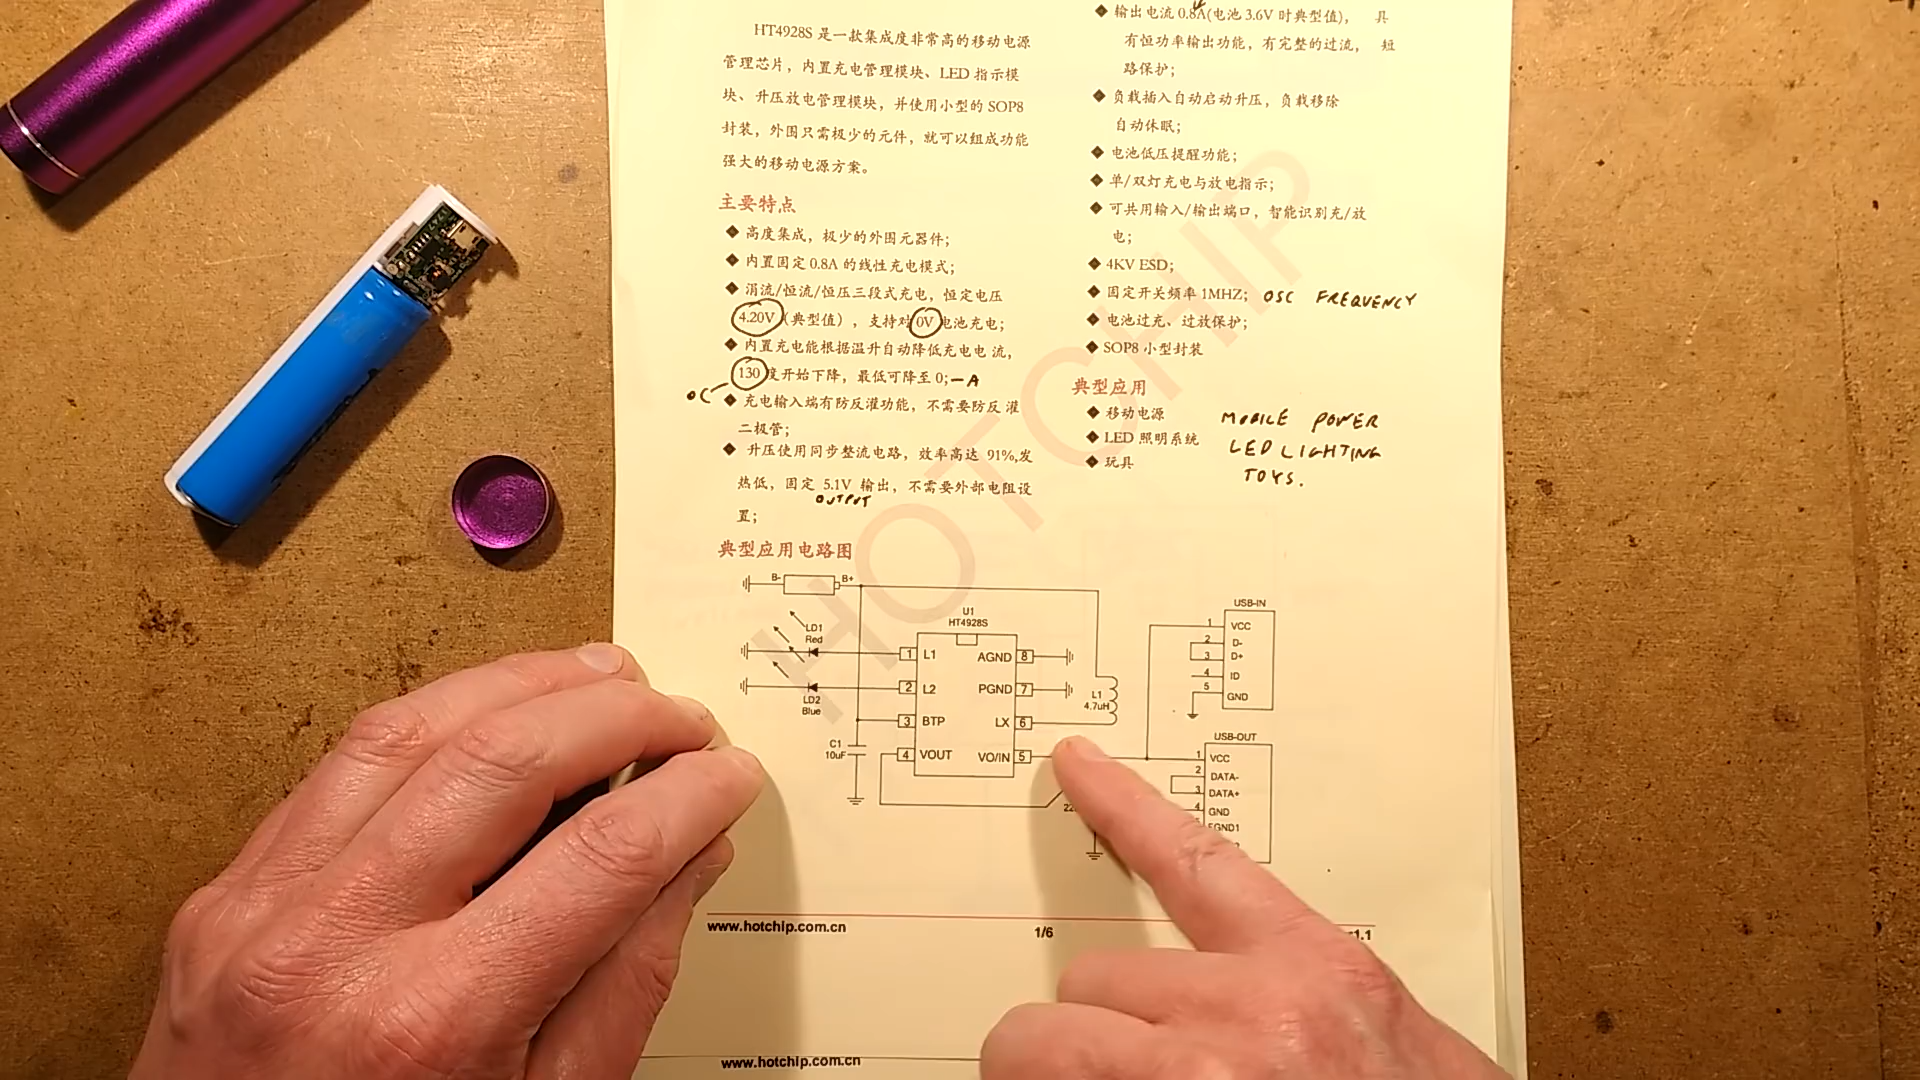 HT4928S 是一款集成度非常高的移动电源
管理芯片，内置充电管理模块、LED 指示模
块、升压放电管理模块，并使用小型的 SOP8
封装，外围只需极少的元件，就可以组成功能
强大的移动电源方案。
主要特点
◆ 高度集成，极少的外围元器件；
◆ 内置固定 0.8A 的线性充电模式；
◆ 涓流/恒流/恒压三段式充电，恒定电压
4.20V（典型值），支持对 0V 电池充电；
◆ 内置充电能根据温升自动降低充电电 流，
130 度开始下降，最低可降至 0；— A
°C
◆ 充电输入端有防反灌功能，不需要防反 灌
二极管；
◆ 升压使用同步整流电路，效率高达 91%,发
热低，固定 5.1V 输出，不需要外部电阻设
OUTPUT
置；
◆ 输出电流 0.8A(电池 3.6V 时典型值)， 具
有恒功率输出功能，有完整的过流， 短
路保护；
◆ 负载插入自动启动升压，负载移除
自动休眠；
◆ 电池低压提醒功能；
◆ 单/双灯充电与放电指示；
◆ 可共用输入/输出端口，智能识别充/放
电；
◆ 4KV ESD；
◆ 固定开关频率 1MHZ； OSC FREQUENCY
◆ 电池过充、过放保护；
◆ SOP8 小型封装
典型应用
◆ 移动电源 MOBILE POWER
◆ LED 照明系统 LED LIGHTING
◆ 玩具 TOYS.
典型应用电路图
B- B+
U1
HT4928S
LD1
Red
LD2
Blue
C1
10uF
1 L1
2 L2
3 BTP
4 VOUT
AGND 8
PGND 7
LX 6
VO/IN 5
L1
4.7uH
USB-IN
1 VCC
2 D-
3 D+
4 ID
5 GND
USB-OUT
1 VCC
2 DATA-
3 DATA+
4 GND
HOTCHIP
www.hotchip.com.cn 1/6
www.hotchip.com.cn